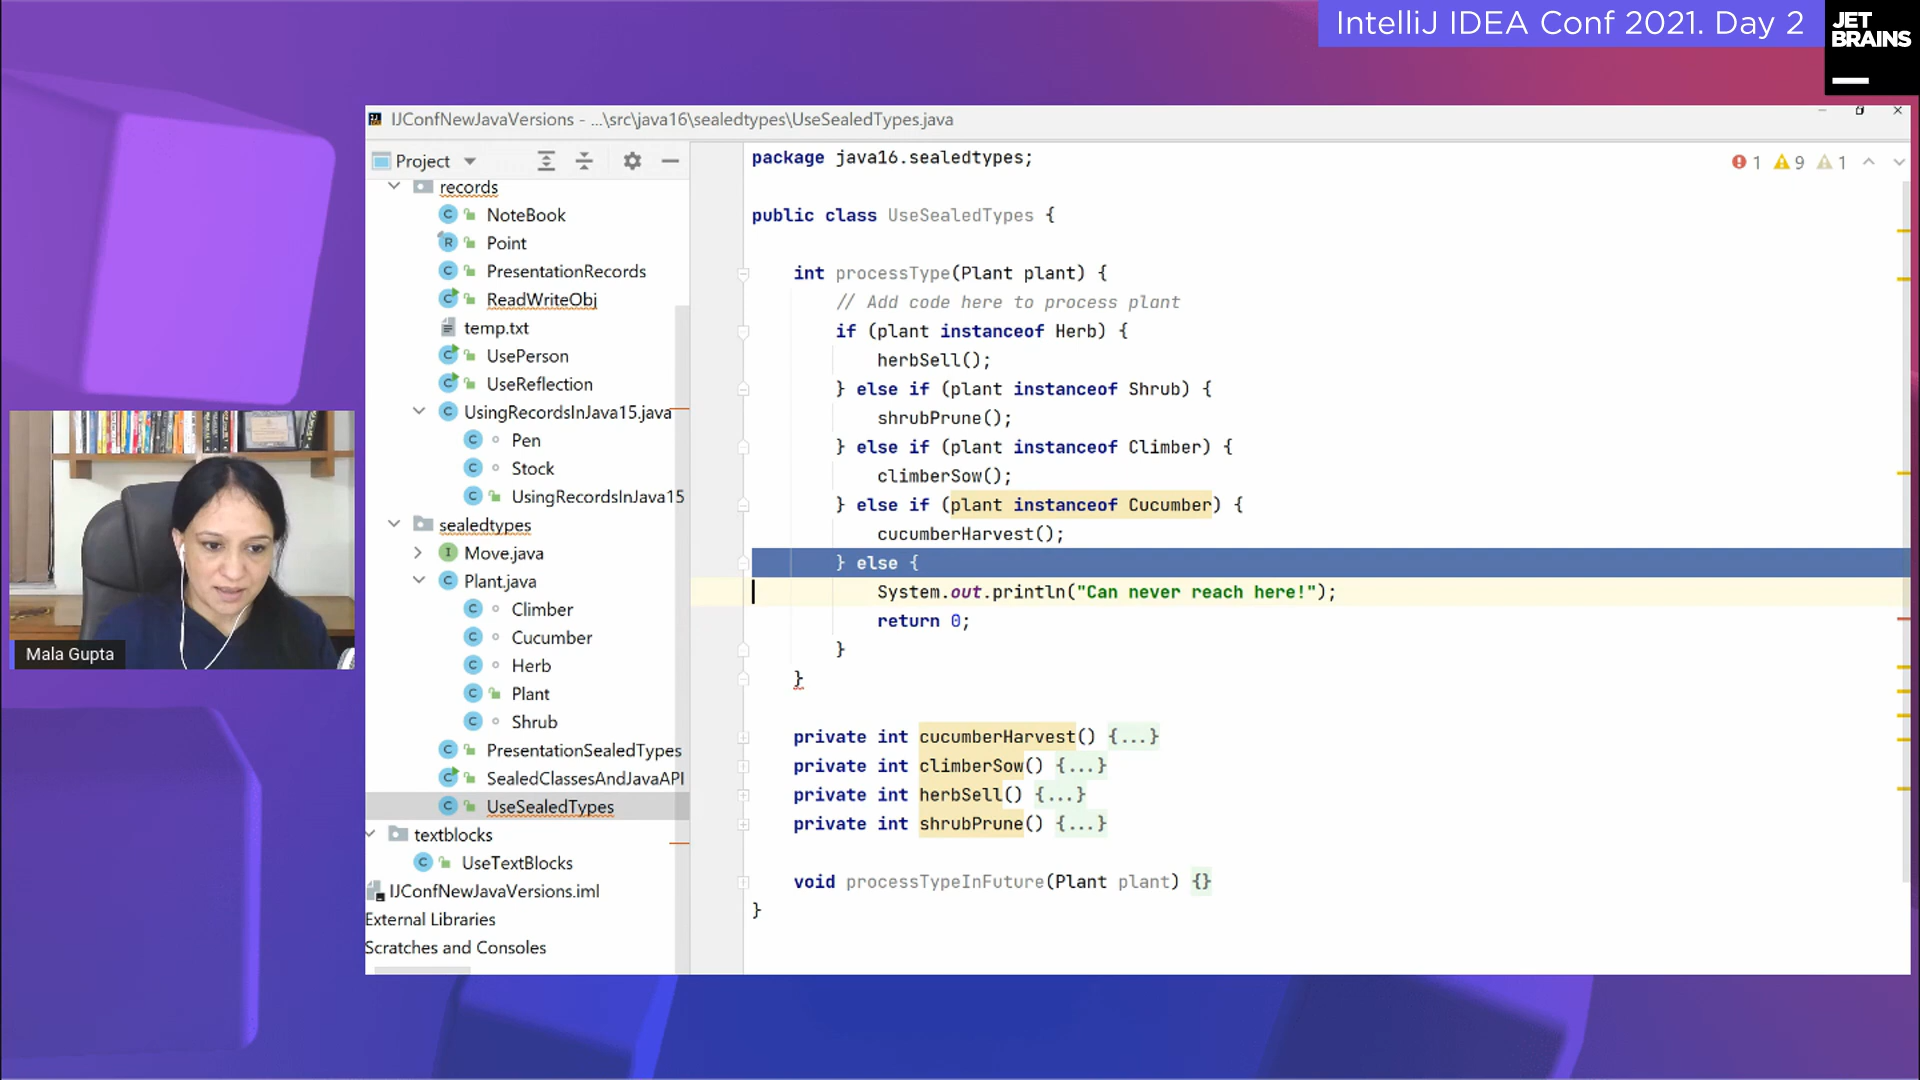 IntelliJ IDEA Conf 2021. Day 2
JET
BRAINS
IJConfNewJavaVersions - ...\src\java16\sealedtypes\UseSealedTypes.java
Project
records
NoteBook
Point
PresentationRecords
ReadWriteObj
temp.txt
UsePerson
UseReflection
UsingRecordsInJava15.java
Pen
Stock
UsingRecordsInJava15
sealedtypes
Move.java
Plant.java
Climber
Cucumber
Herb
Plant
Shrub
PresentationSealedTypes
SealedClassesAndJavaAPI
UseSealedTypes
textblocks
UseTextBlocks
IJConfNewJavaVersions.iml
External Libraries
Scratches and Consoles
1 9 1
package java16.sealedtypes;
public class UseSealedTypes {
int processType(Plant plant) {
// Add code here to process plant
if (plant instanceof Herb) {
herbSell();
} else if (plant instanceof Shrub) {
shrubPrune();
} else if (plant instanceof Climber) {
climberSow();
} else if (plant instanceof Cucumber) {
cucumberHarvest();
} else {
System.out.println("Can never reach here!");
return 0;
}
}
private int cucumberHarvest() {...}
private int climberSow() {...}
private int herbSell() {...}
private int shrubPrune() {...}
void processTypeInFuture(Plant plant) {}
}
Mala Gupta